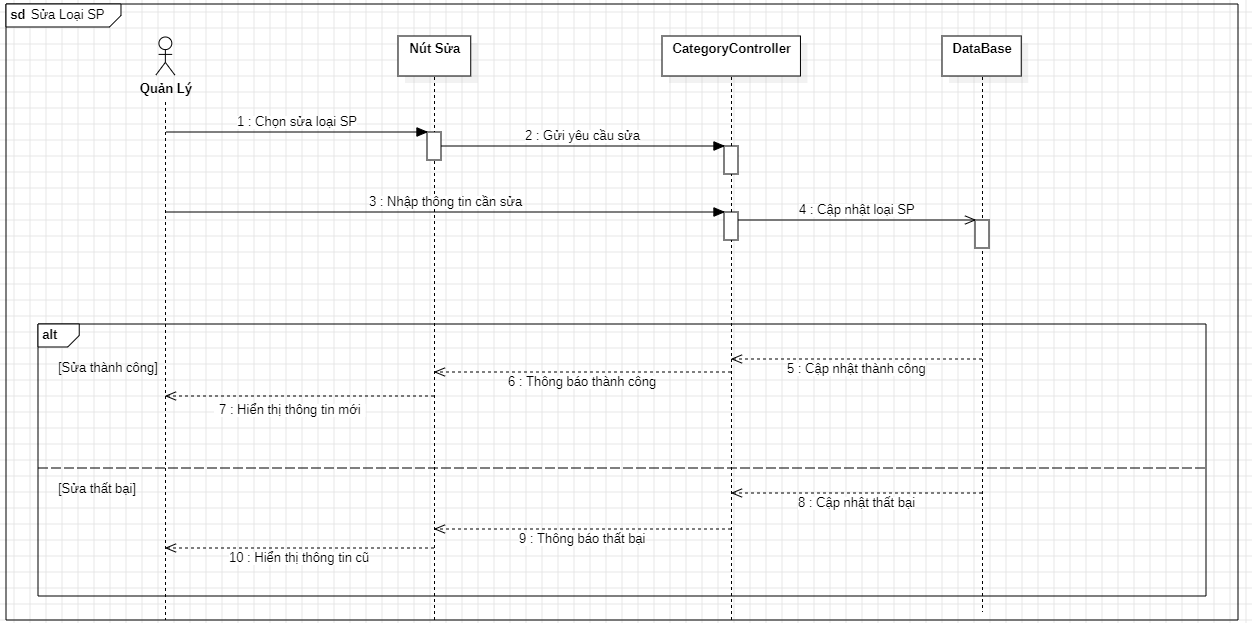 sd Sửa Loại SP
Quản Lý
Nút Sửa
CategoryController
DataBase
1 : Chọn sửa loại SP
2 : Gửi yêu cầu sửa
3 : Nhập thông tin cần sửa
4 : Cập nhật loại SP
alt
[Sửa thành công]
5 : Cập nhật thành công
6 : Thông báo thành công
7 : Hiển thị thông tin mới
[Sửa thất bại]
8 : Cập nhật thất bại
9 : Thông báo thất bại
10 : Hiển thị thông tin cũ